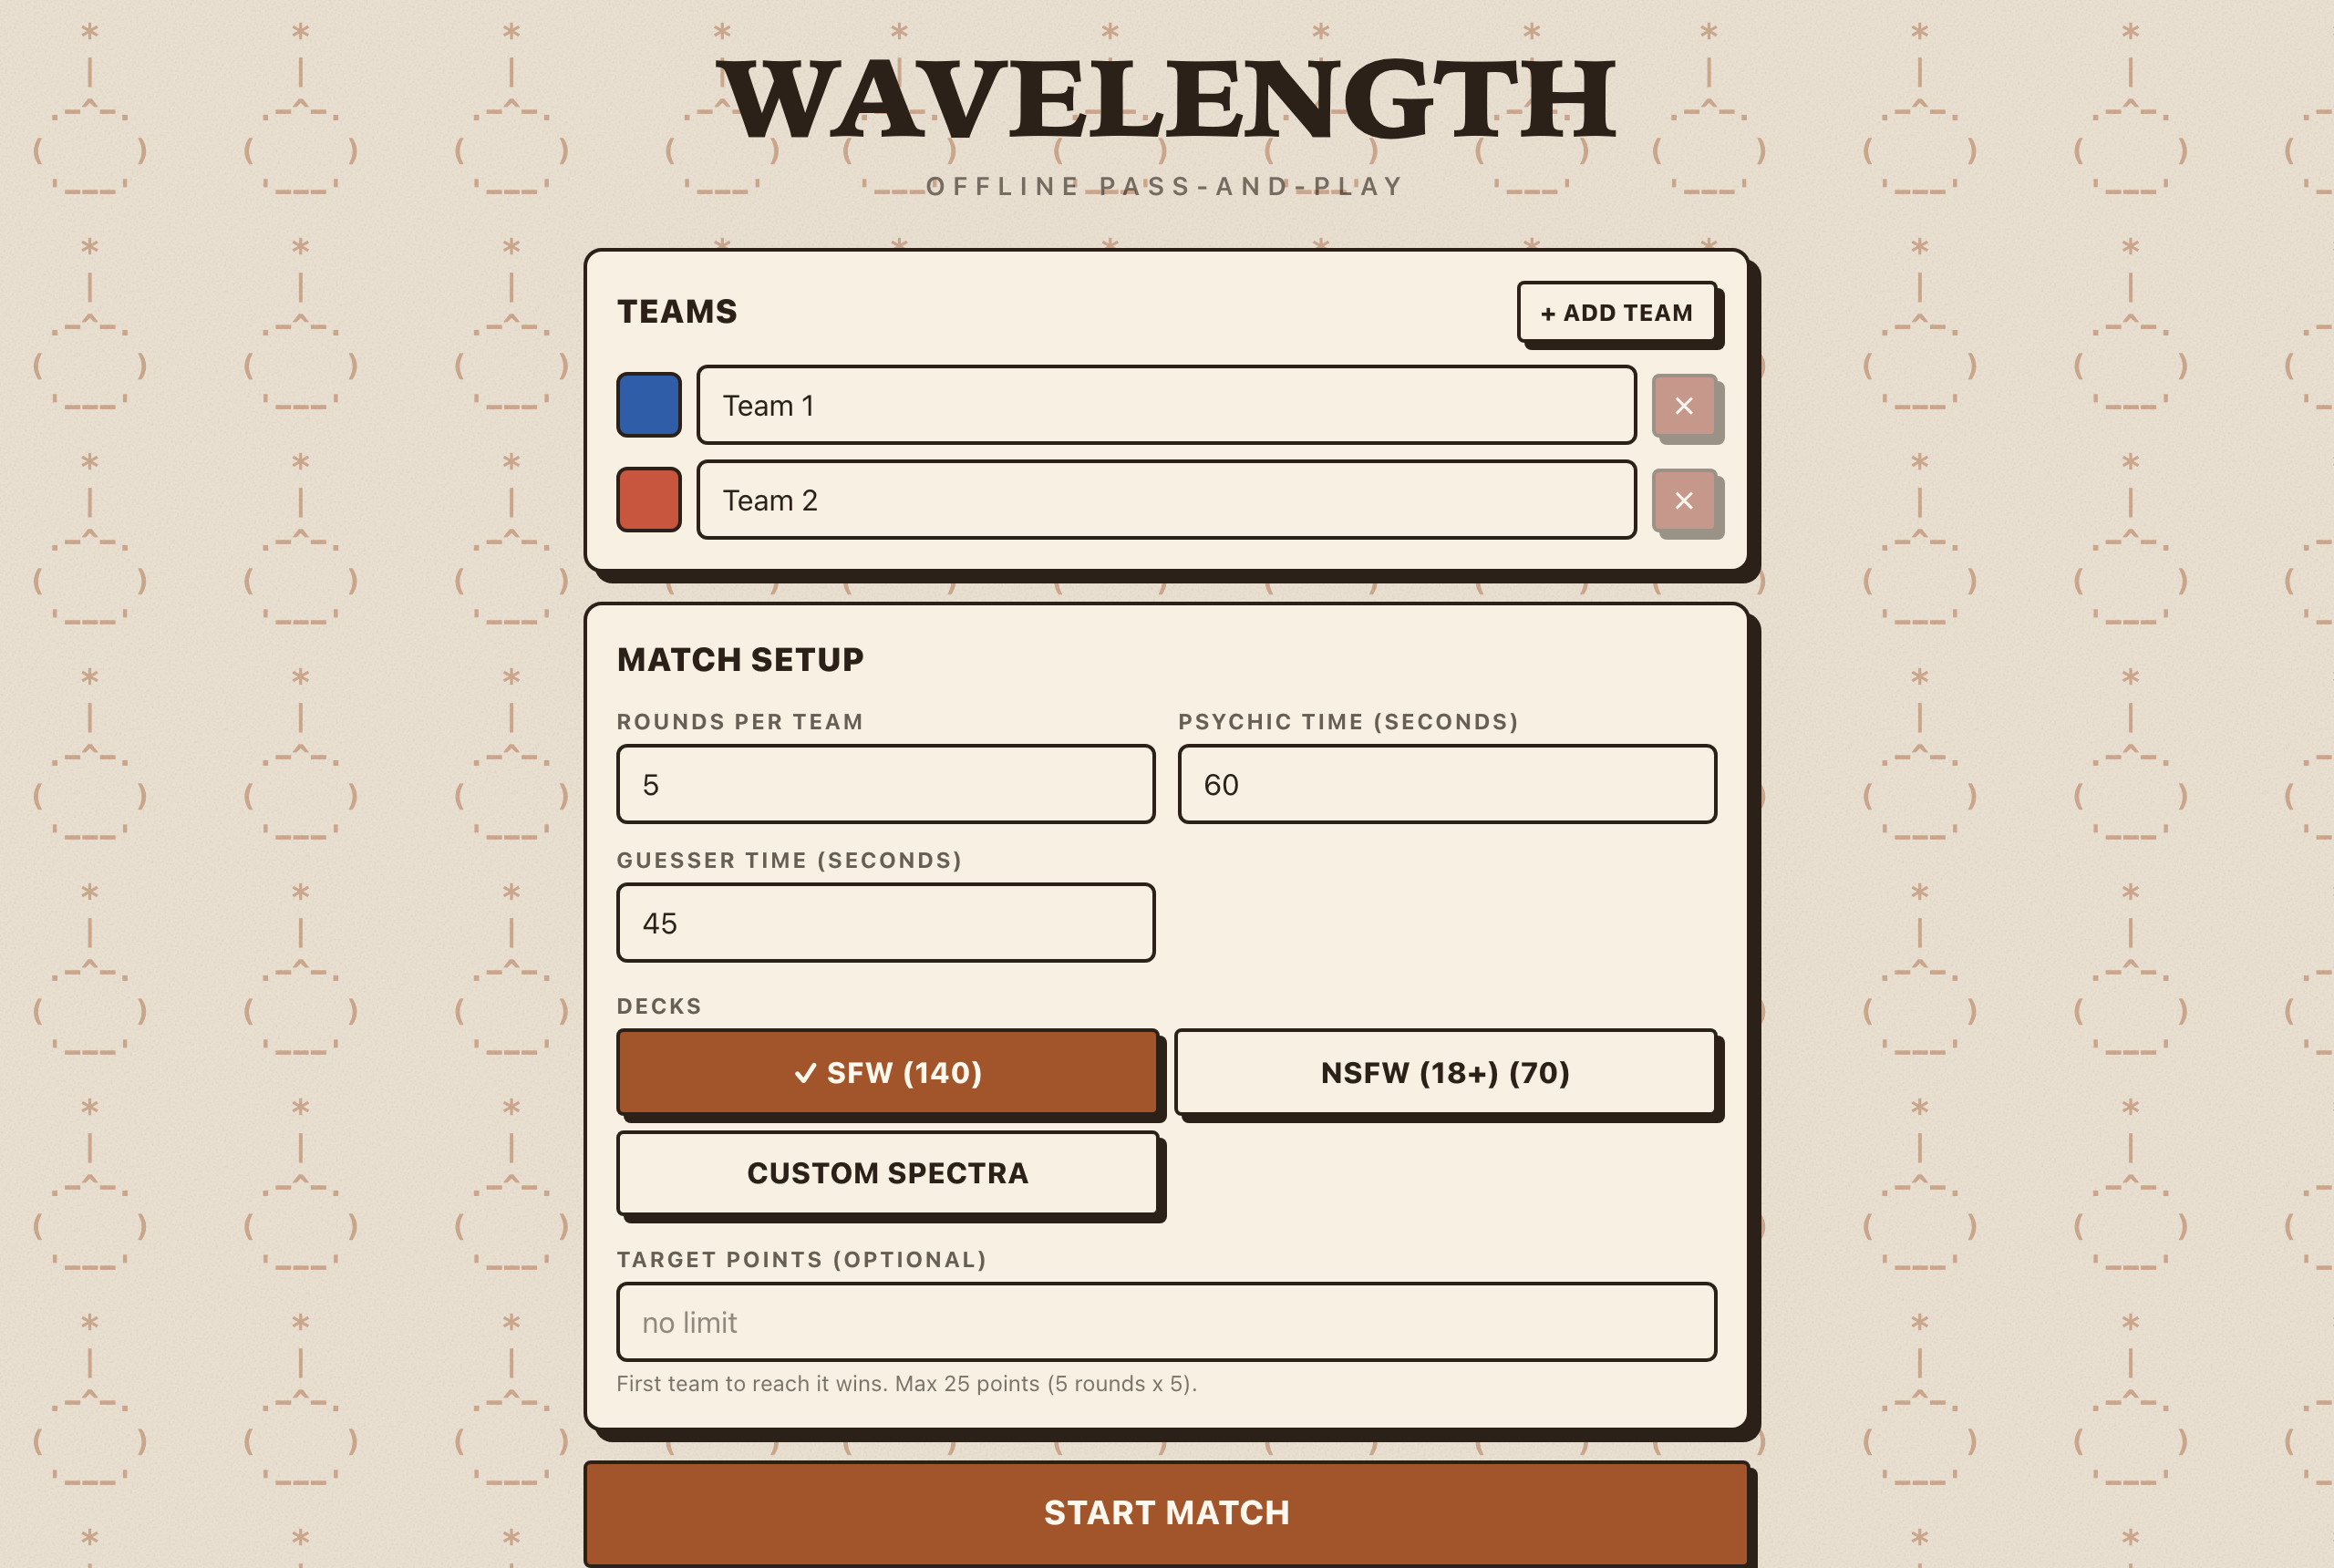 WAVELENGTH
OFFLINE PASS-AND-PLAY
TEAMS
+ ADD TEAM
Team 1
×
Team 2
×
MATCH SETUP
ROUNDS PER TEAM
PSYCHIC TIME (SECONDS)
5
60
GUESSER TIME (SECONDS)
45
DECKS
✓ SFW (140)
NSFW (18+) (70)
CUSTOM SPECTRA
TARGET POINTS (OPTIONAL)
no limit
First team to reach it wins. Max 25 points (5 rounds x 5).
START MATCH